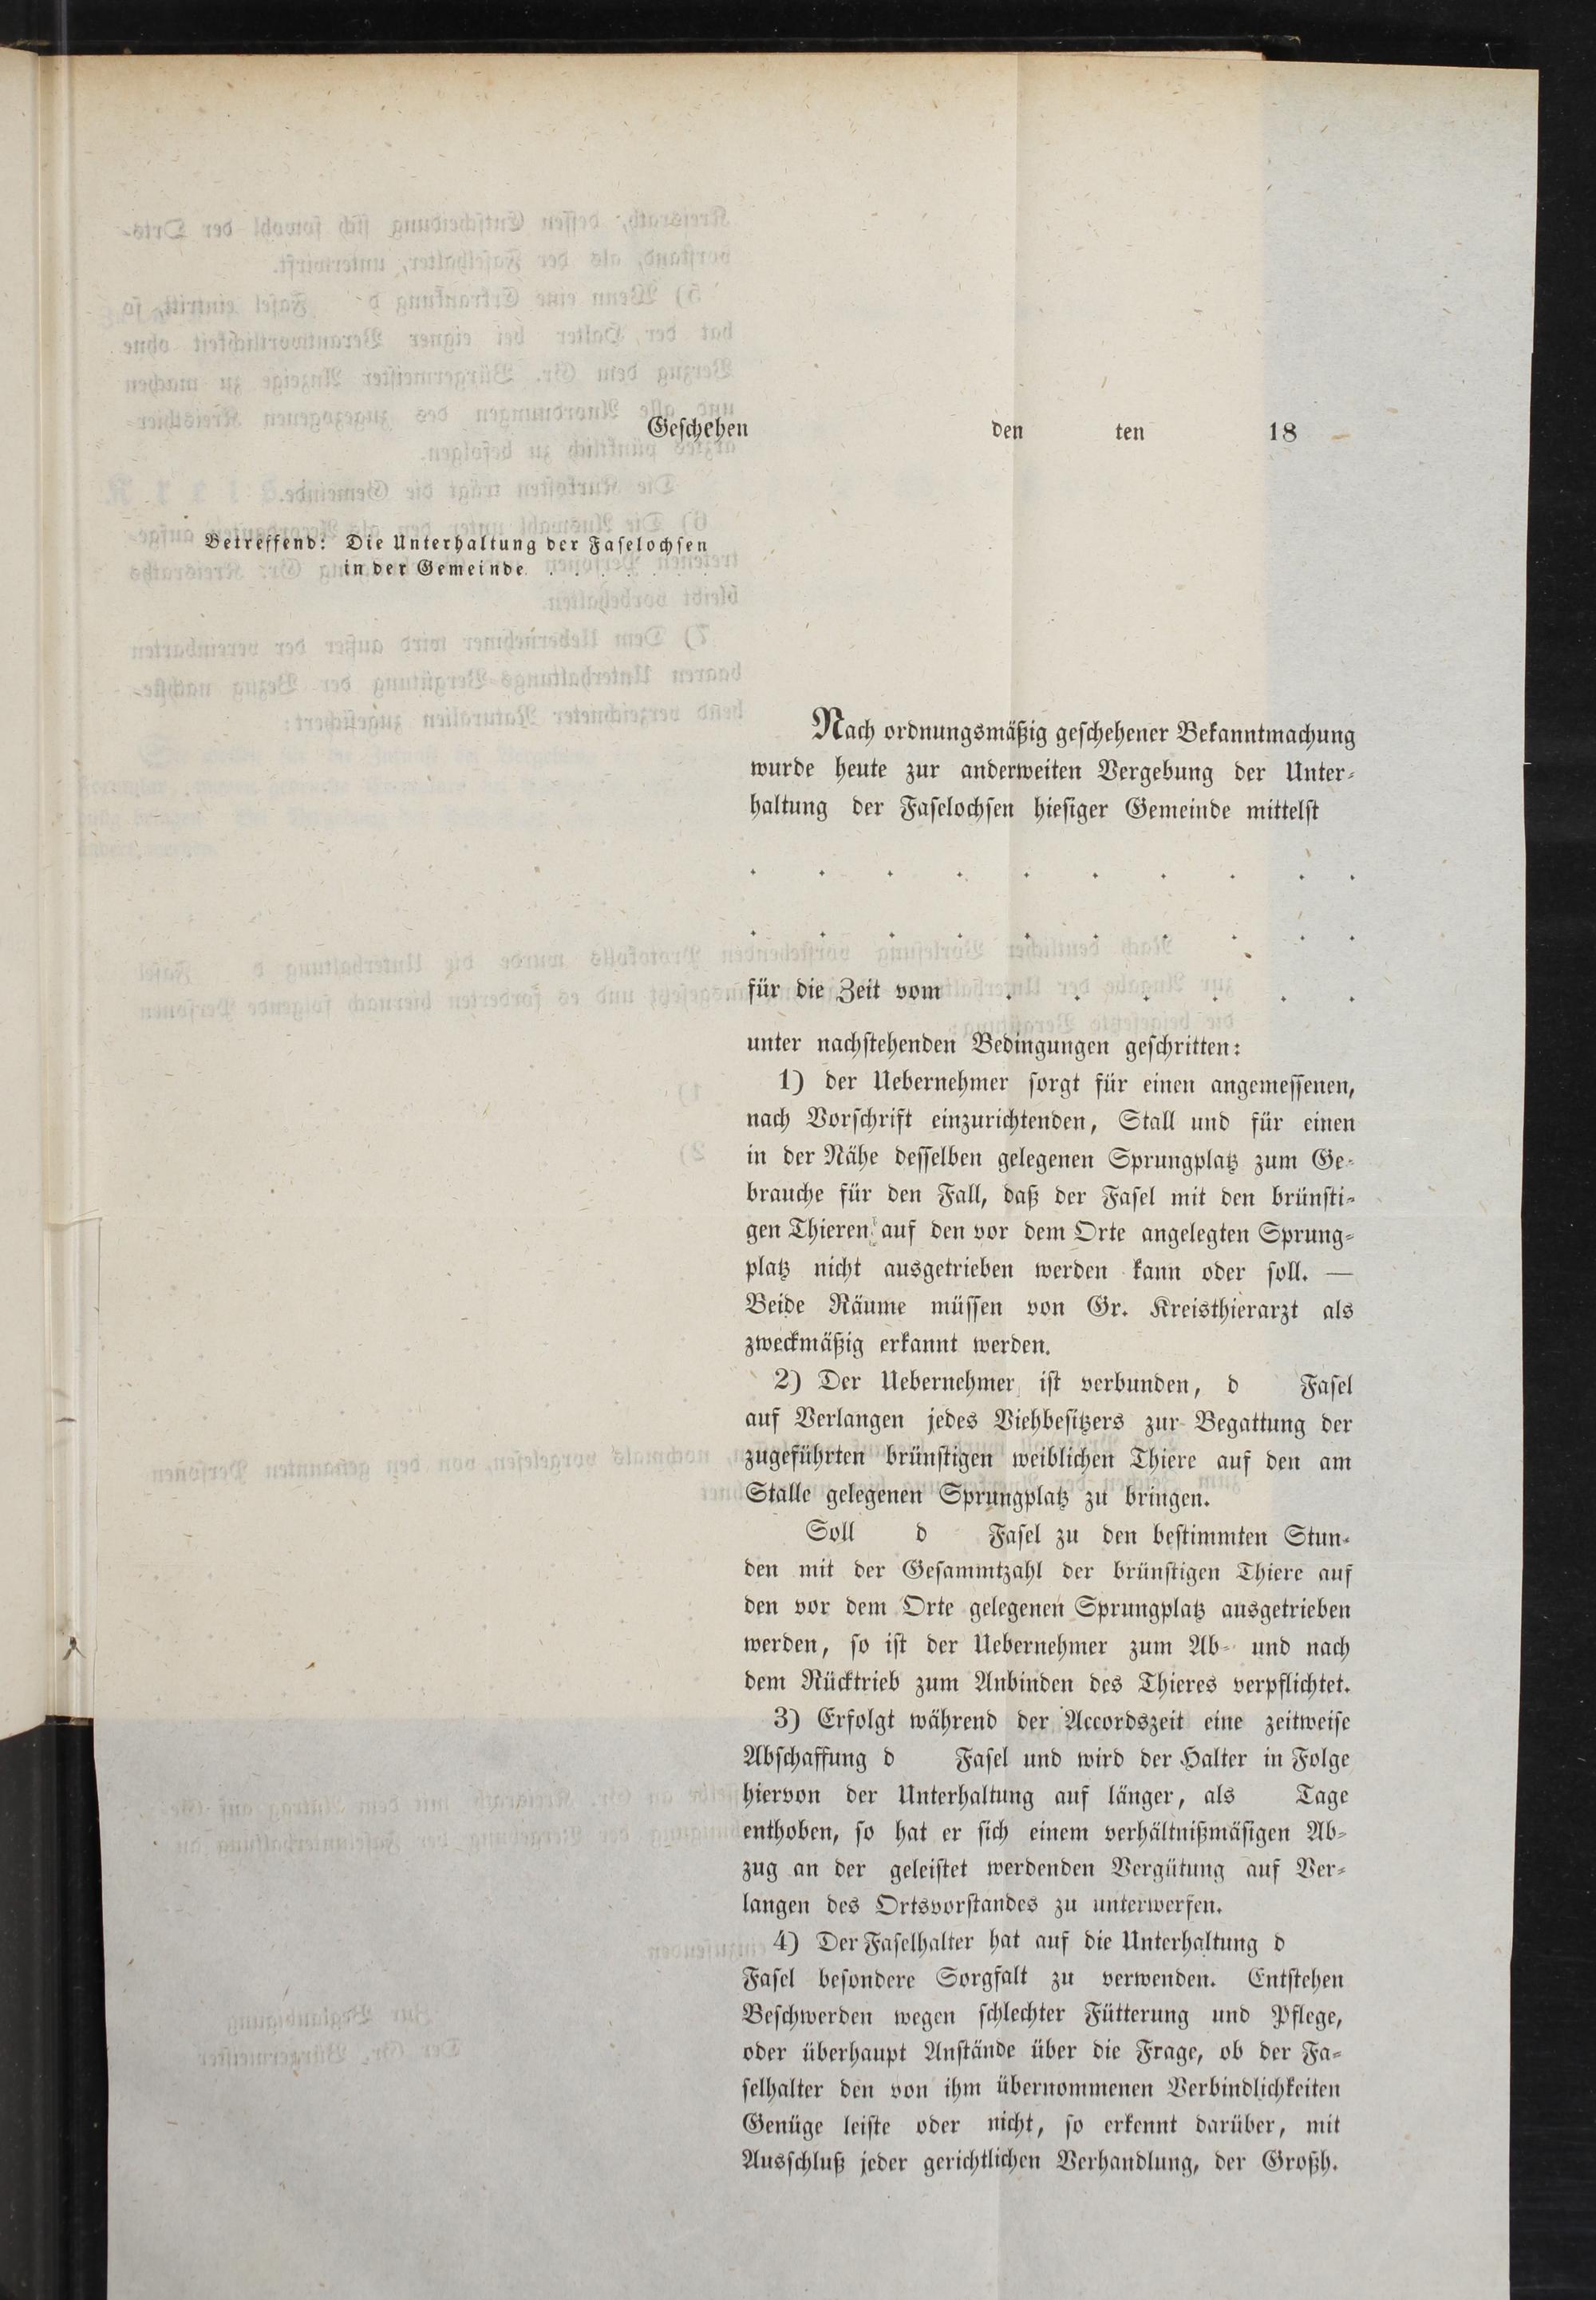 Geschehen den ten 18
Betreffend: Die Unterhaltung der Faselochsen
in der Gemeinde . . . . . . .
Nach ordnungsmäßig geschehener Bekanntmachung
wurde heute zur anderweiten Vergebung der Unter-
haltung der Faselochsen hiesiger Gemeinde mittelst
. . . . . . . . . .
. . . . . . . . . .
für die Zeit vom . . . . . .
unter nachstehenden Bedingungen geschritten:
1) der Uebernehmer sorgt für einen angemessenen,
nach Vorschrift einzurichtenden, Stall und für einen
in der Nähe desselben gelegenen Sprungplatz zum Ge-
brauche für den Fall, daß der Fasel mit den brünsti-
gen Thieren auf den vor dem Orte angelegten Sprung-
platz nicht ausgetrieben werden kann oder soll. —
Beide Räume müssen von Gr. Kreisthierarzt als
zweckmäßig erkannt werden.
2) Der Uebernehmer ist verbunden, d Fasel
auf Verlangen jedes Viehbesitzers zur Begattung der
zugeführten brünstigen weiblichen Thiere auf den am
Stalle gelegenen Sprungplatz zu bringen.
Soll d Fasel zu den bestimmten Stun-
den mit der Gesammtzahl der brünstigen Thiere auf
den vor dem Orte gelegenen Sprungplatz ausgetrieben
werden, so ist der Uebernehmer zum Ab- und nach
dem Rücktrieb zum Anbinden des Thieres verpflichtet.
3) Erfolgt während der Accordszeit eine zeitweise
Abschaffung d Fasel und wird der Halter in Folge
hiervon der Unterhaltung auf länger, als Tage
enthoben, so hat er sich einem verhältnißmäsigen Ab-
zug an der geleistet werdenden Vergütung auf Ver-
langen des Ortsvorstandes zu unterwerfen.
4) Der Faselhalter hat auf die Unterhaltung d
Fasel besondere Sorgfalt zu verwenden. Entstehen
Beschwerden wegen schlechter Fütterung und Pflege,
oder überhaupt Anstände über die Frage, ob der Fa-
selhalter den von ihm übernommenen Verbindlichkeiten
Genüge leiste oder nicht, so erkennt darüber, mit
Ausschluß jeder gerichtlichen Verhandlung, der Großh.